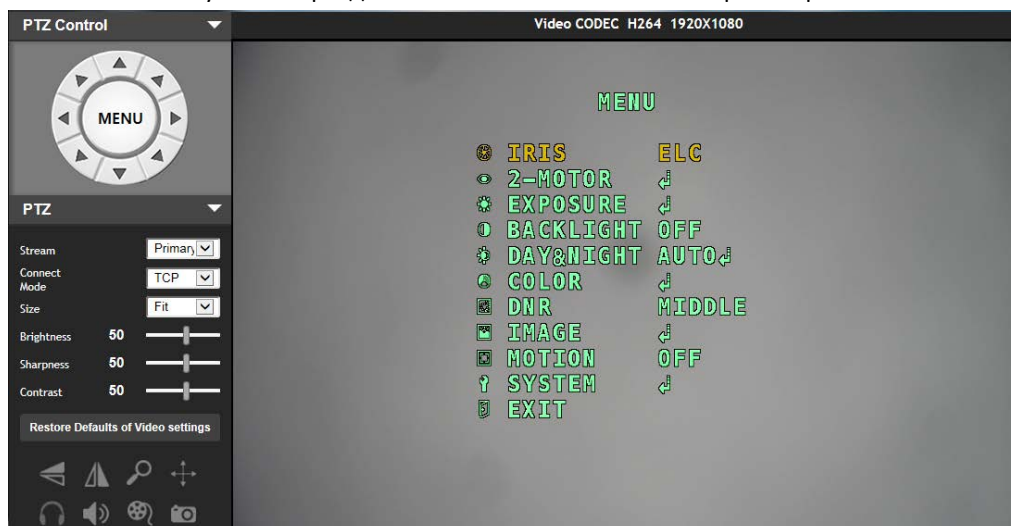 PTZ Control
Video CODEC H264 1920X1080
MENU
PTZ
Stream Primary
Connect Mode TCP
Size Fit
Brightness 50
Sharpness 50
Contrast 50
Restore Defaults of Video settings
MENU
IRIS ELC
2-MOTOR
EXPOSURE
BACKLIGHT OFF
DAY&NIGHT AUTO
COLOR
DNR MIDDLE
IMAGE
MOTION OFF
SYSTEM
EXIT